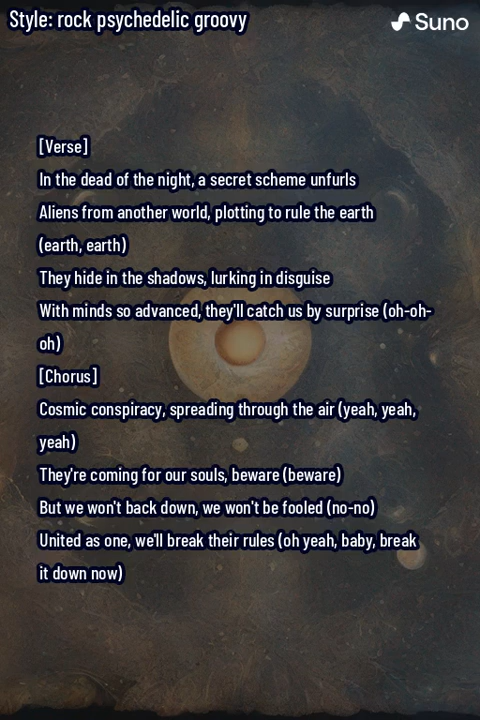 Style: rock psychedelic groovy
Suno
[Verse]
In the dead of the night, a secret scheme unfurls
Aliens from another world, plotting to rule the earth
(earth, earth)
They hide in the shadows, lurking in disguise
With minds so advanced, they'll catch us by surprise (oh-oh-
oh)
[Chorus]
Cosmic conspiracy, spreading through the air (yeah, yeah,
yeah)
They're coming for our souls, beware (beware)
But we won't back down, we won't be fooled (no-no)
United as one, we'll break their rules (oh yeah, baby, break
it down now)